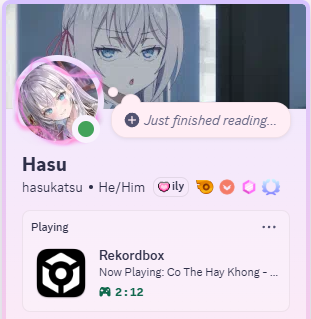 Just finished reading...
Hasu
hasukatsu • He/Him ily
Playing
Rekordbox
Now Playing: Co The Hay Khong - ...
2:12